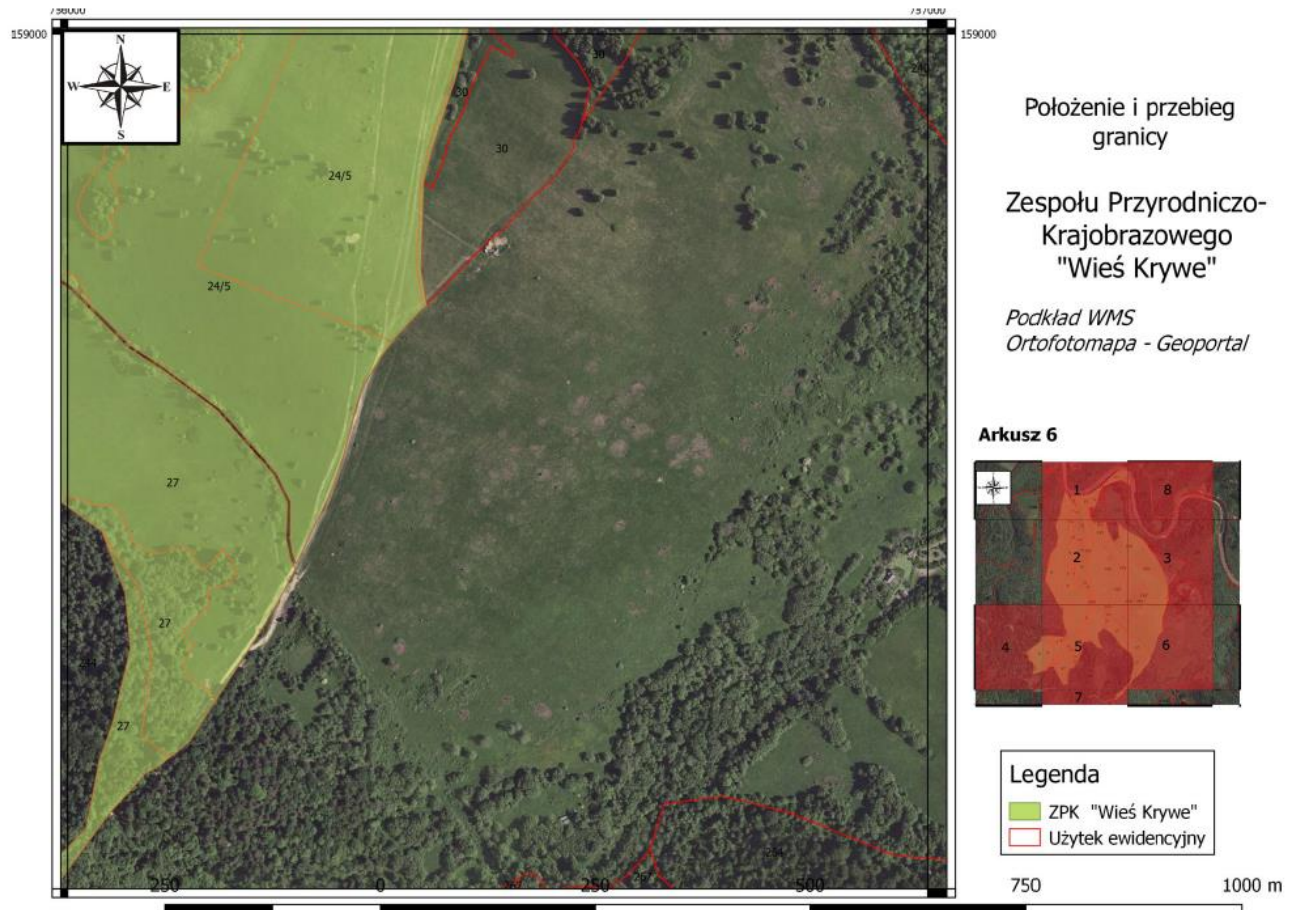 159000
159000
N
W
E
S
30
30
30
24/5
24/5
27
27
27
244
250
0
250
500
750
1000 m
Położenie i przebieg
granicy
Zespołu Przyrodniczo-
Krajobrazowego
"Wieś Krywe"
Podkład WMS
Ortofotomapa - Geoportal
Arkusz 6
1
8
2
3
4
5
6
7
Legenda
ZPK "Wieś Krywe"
Użytek ewidencyjny